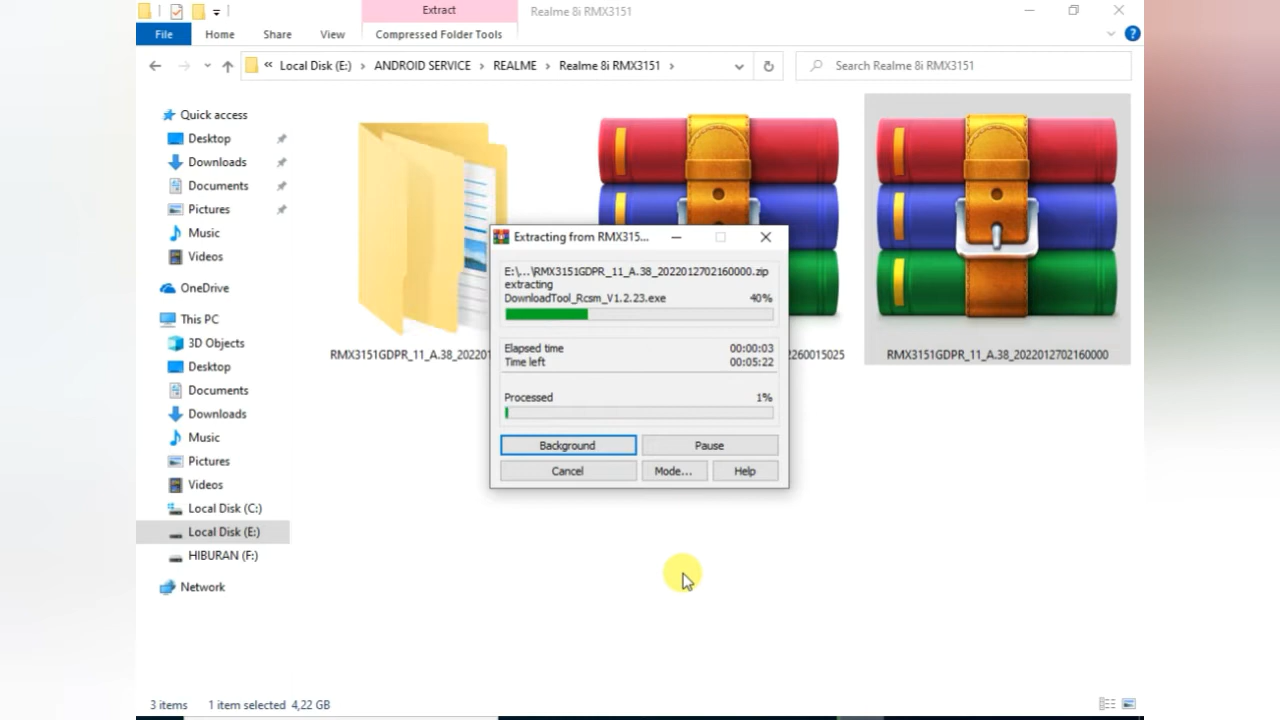 Extract
Realme 8i RMX3151
File
Home
Share
View
Compressed Folder Tools
?
« Local Disk (E:) > ANDROID SERVICE > REALME > Realme 8i RMX3151 >
Search Realme 8i RMX3151
Quick access
Desktop
Downloads
Documents
Pictures
Music
Videos
OneDrive
This PC
3D Objects
Desktop
Documents
Downloads
Music
Pictures
Videos
Local Disk (C:)
Local Disk (E:)
HIBURAN (F:)
Network
RMX3151GDPR_11_A.38_20220
2260015025
RMX3151GDPR_11_A.38_2022012702160000
Extracting from RMX315...
E:\...\RMX3151GDPR_11_A.38_2022012702160000.zip
extracting
DownloadTool_Rcsm_V1.2.23.exe 40%
Elapsed time 00:00:03
Time left 00:05:22
Processed 1%
Background
Pause
Cancel
Mode...
Help
3 items
1 item selected 4,22 GB